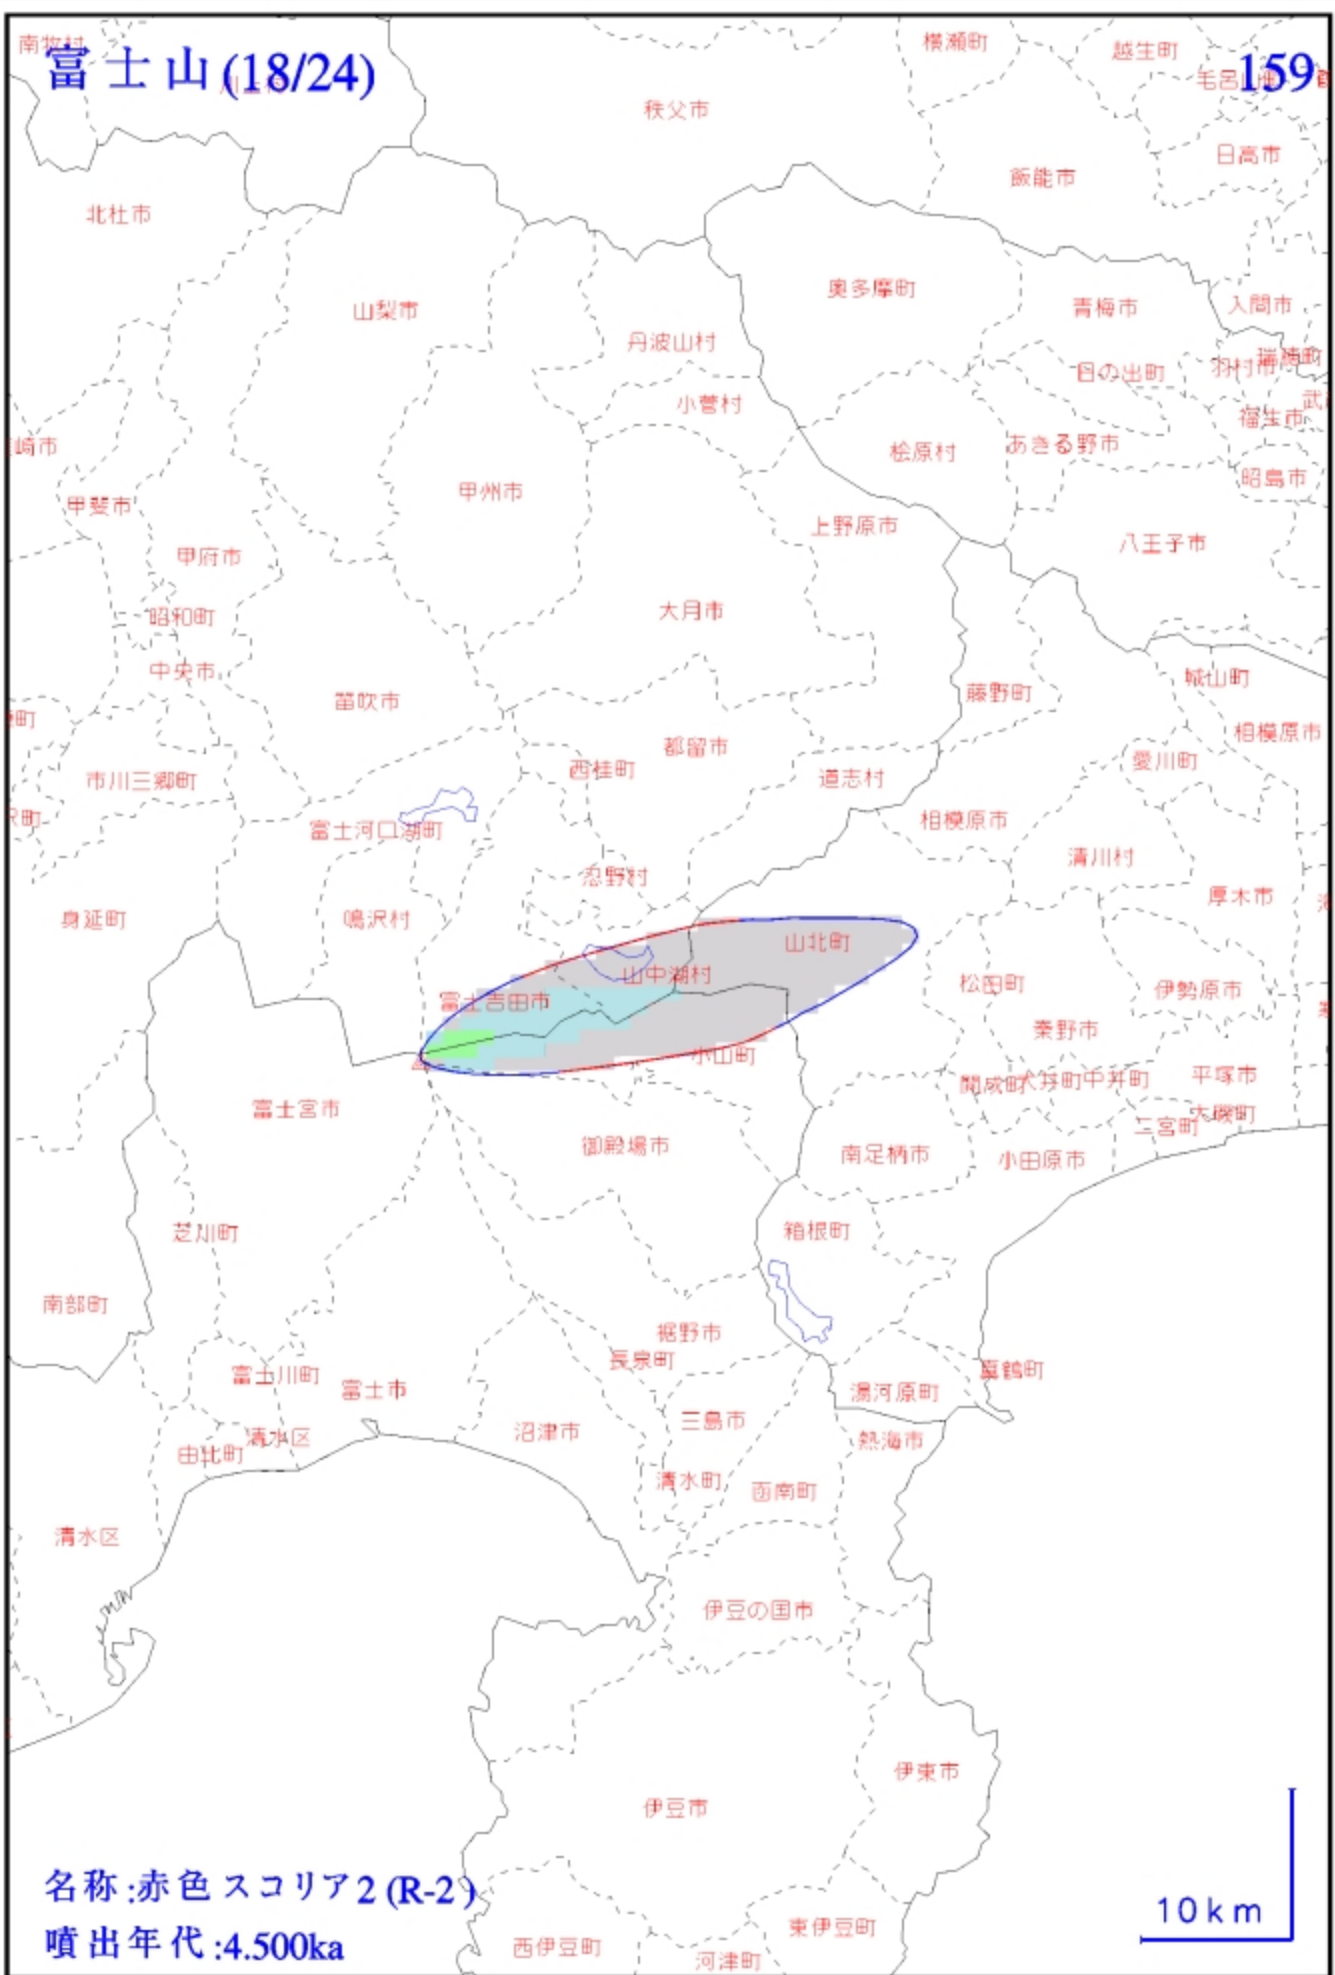 富士山(18/24)
159
南牧村
川上村
横瀬町
越生町
秩父市
日高市
飯能市
北杜市
奥多摩町
山梨市
青梅市
入間市
丹波山村
瑞穂町
羽村市
日の出町
小菅村
福生市
崎市
あきる野市
桧原村
昭島市
甲州市
甲斐市
上野原市
八王子市
甲府市
大月市
昭和町
中央市
城山町
藤野町
笛吹市
相模原市
都留市
愛川町
西桂町
道志村
市川三郷町
相模原市
富士河口湖町
清川村
忍野村
厚木市
身延町
鳴沢村
山北町
山中湖村
松田町
伊勢原市
富士吉田市
秦野市
小山町
平塚市
開成町
大井町
中井町
富士宮市
大磯町
二宮町
御殿場市
南足柄市
小田原市
芝川町
箱根町
南部町
裾野市
長泉町
富士川町
真鶴町
富士市
湯河原町
三島市
沼津市
清水区
熱海市
由比町
清水町
函南町
清水区
伊豆の国市
伊東市
伊豆市
名称:赤色スコリア2 (R-2)
10km
東伊豆町
噴出年代:4.500ka
西伊豆町
河津町